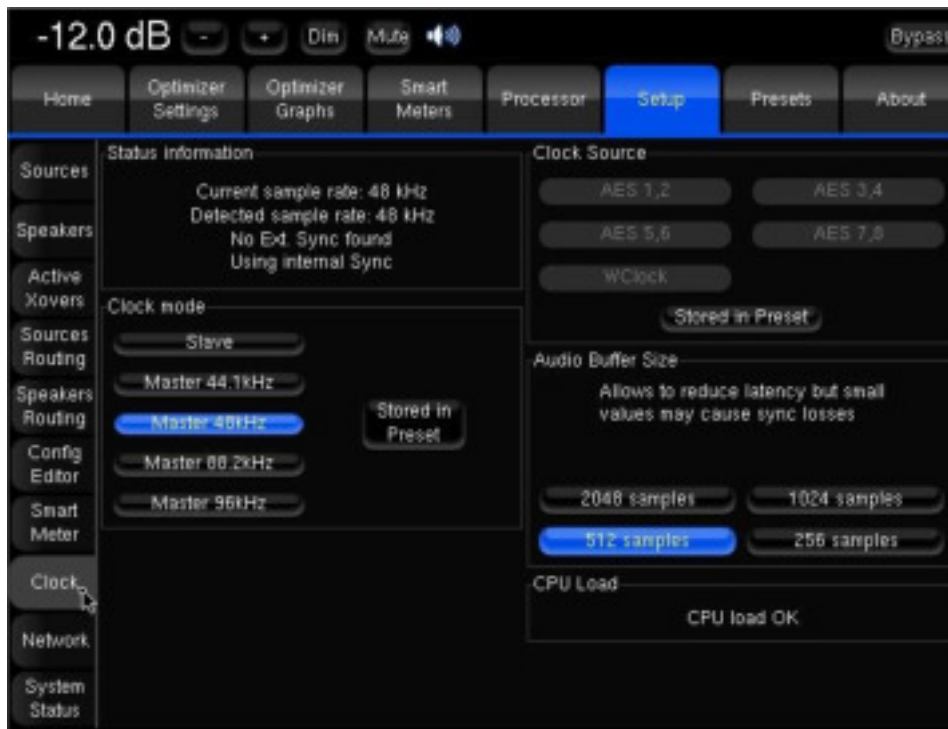 -12.0 dB - + Dim Mute
Home
Optimizer
Settings
Optimizer
Graphs
Smart
Meters
Processor
Setup
Presets
About
Sources
Speakers
Active
Xovers
Sources
Routing
Speakers
Routing
Config
Editor
Smart
Meter
Clock
Network
System
Status
Status information
Current sample rate: 48 kHz
Detected sample rate: 48 kHz
No Ext. Sync found
Using internal Sync
Clock mode
Slave
Master 44.1kHz
Master 48kHz
Master 88.2kHz
Master 96kHz
Stored in
Preset
Clock Source
AES 1,2
AES 3,4
AES 5,6
AES 7,8
WClock
Stored in Preset
Audio Buffer Size
Allows to reduce latency but small
values may cause sync losses
2048 samples
1024 samples
512 samples
256 samples
CPU Load
CPU load OK